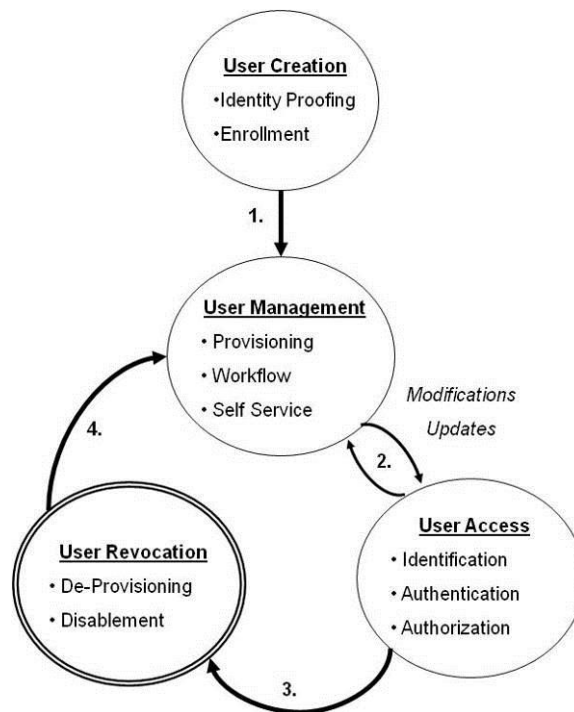 User Creation
•Identity Proofing
•Enrollment
1.
User Management
• Provisioning
• Workflow
• Self Service
Modifications
Updates
4.
2.
User Access
• Identification
• Authentication
• Authorization
User Revocation
• De-Provisioning
• Disablement
3.